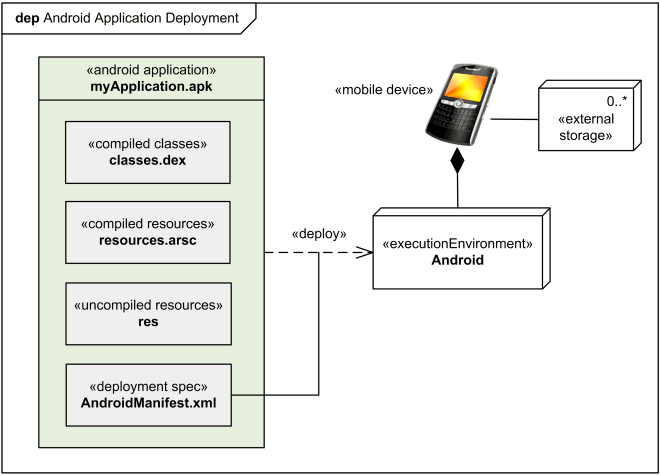 dep Android Application Deployment
«android application»
myApplication.apk
«compiled classes»
classes.dex
«compiled resources»
resources.arsc
«uncompiled resources»
res
«deployment spec»
AndroidManifest.xml
«deploy»
«mobile device»
0..*
«external
storage»
«executionEnvironment»
Android